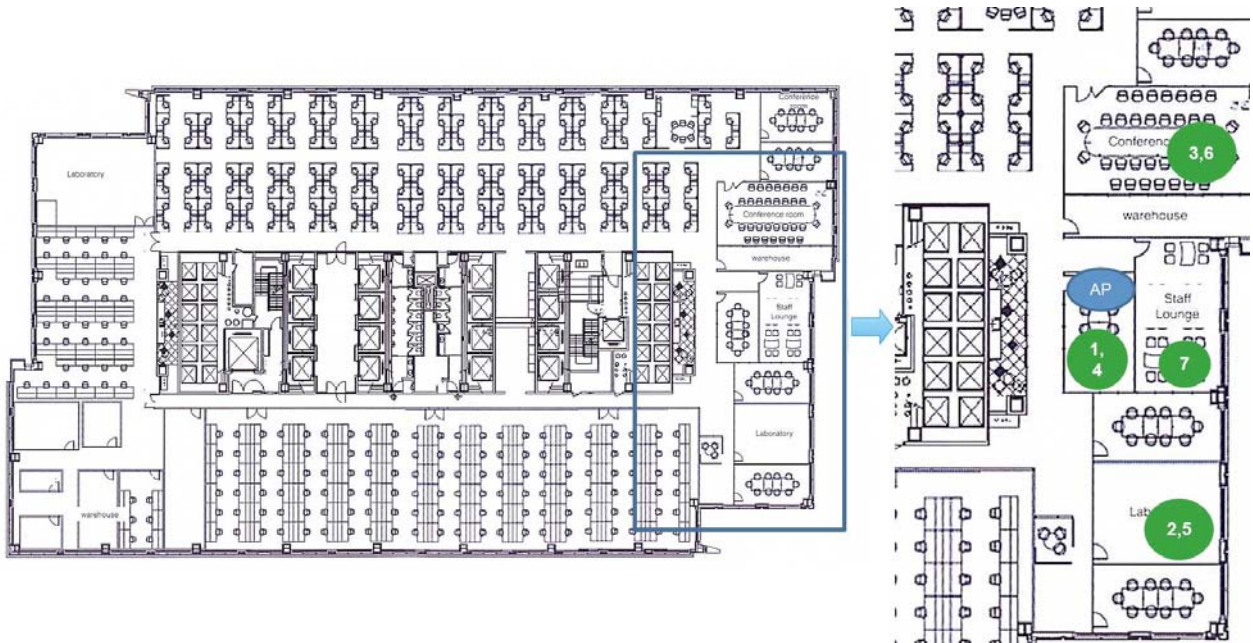 Laboratory
Conference
room
Conference room
warehouse
Staff
Lounge
Laboratory
warehouse
Conferenc
3,6
warehouse
AP
Staff
Lounge
1,
4
7
Lab
2,5